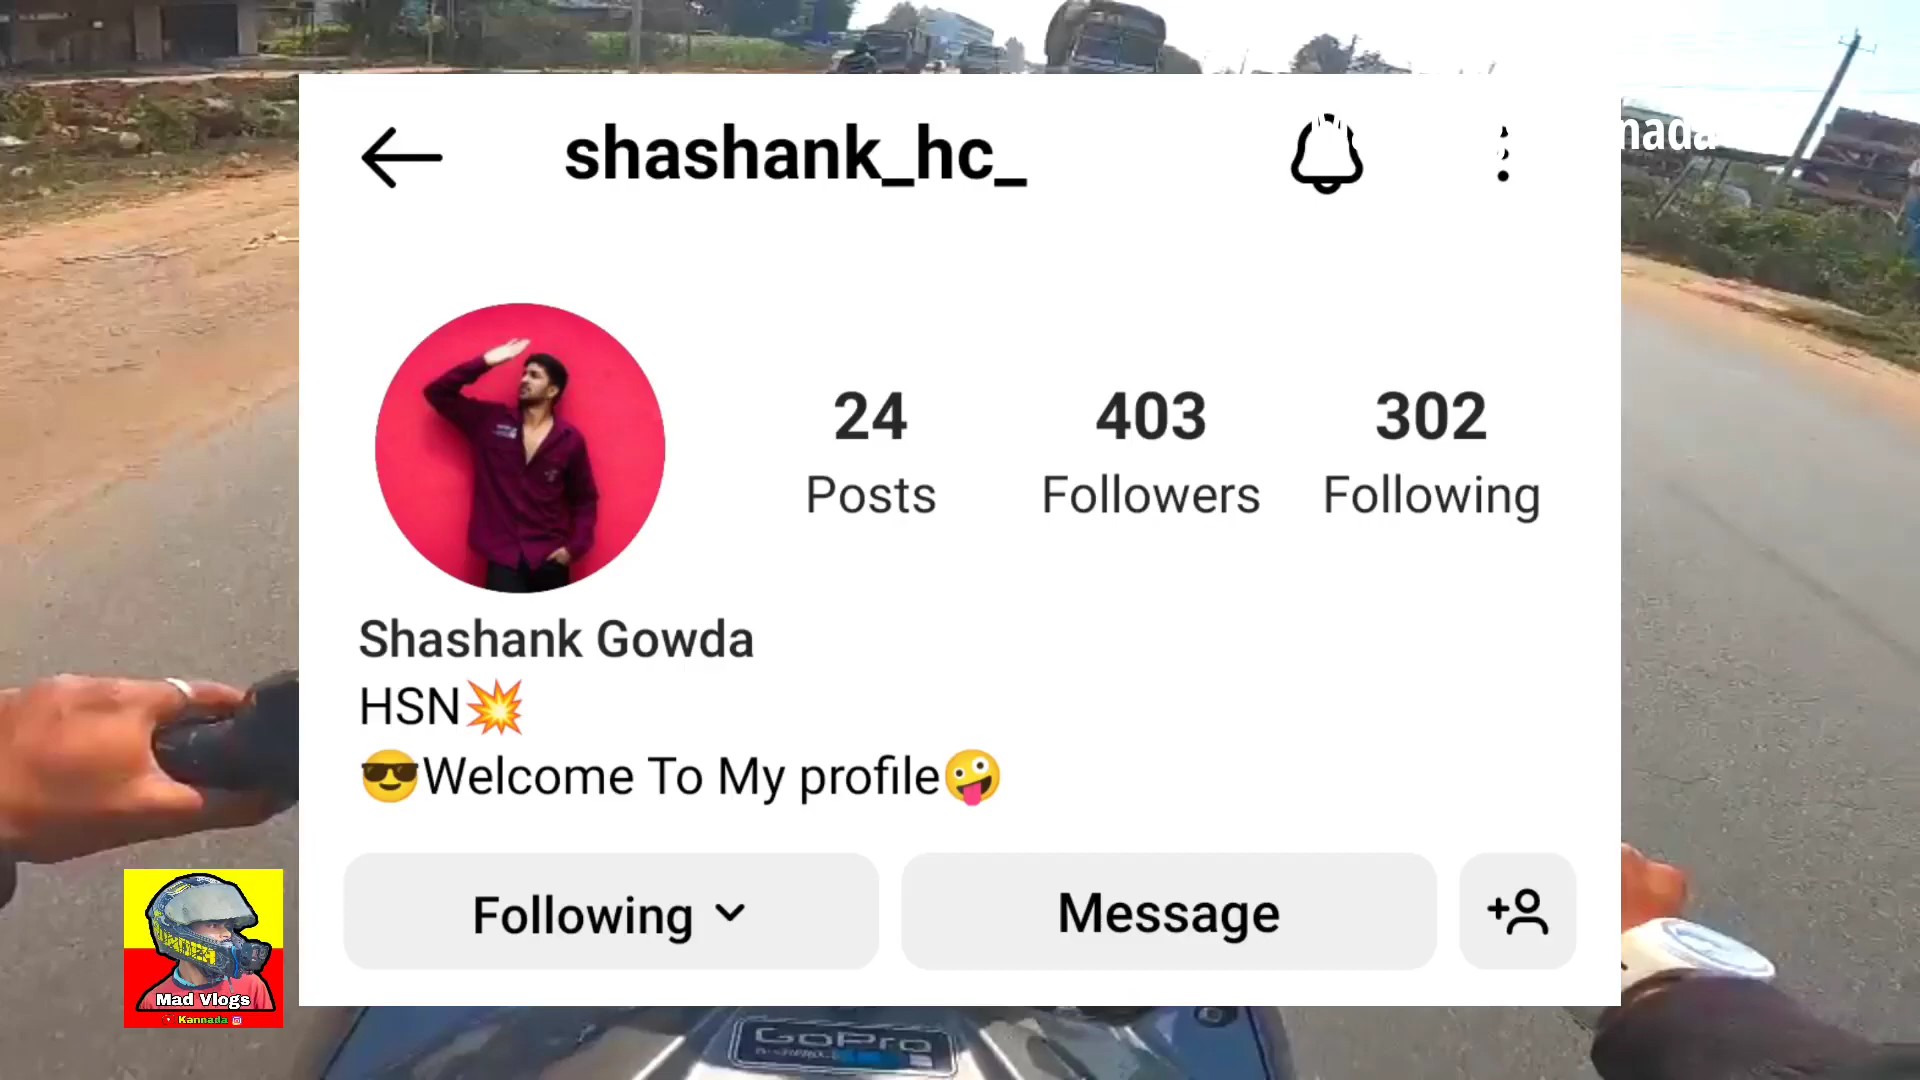 shashank_hc_
nada
24
403
302
Posts
Followers
Following
Shashank Gowda
HSN💥
😎Welcome To My profile🤪
Following
Message
Mad Vlogs
Kannada
GoPro